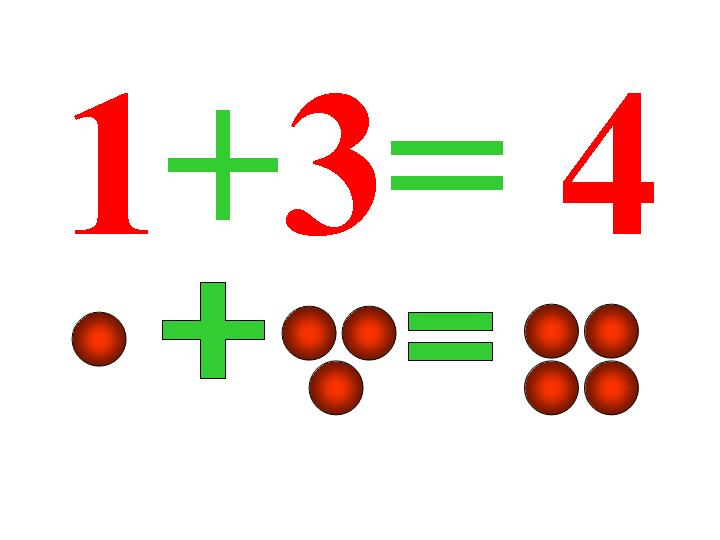 1+3= 4
+ =